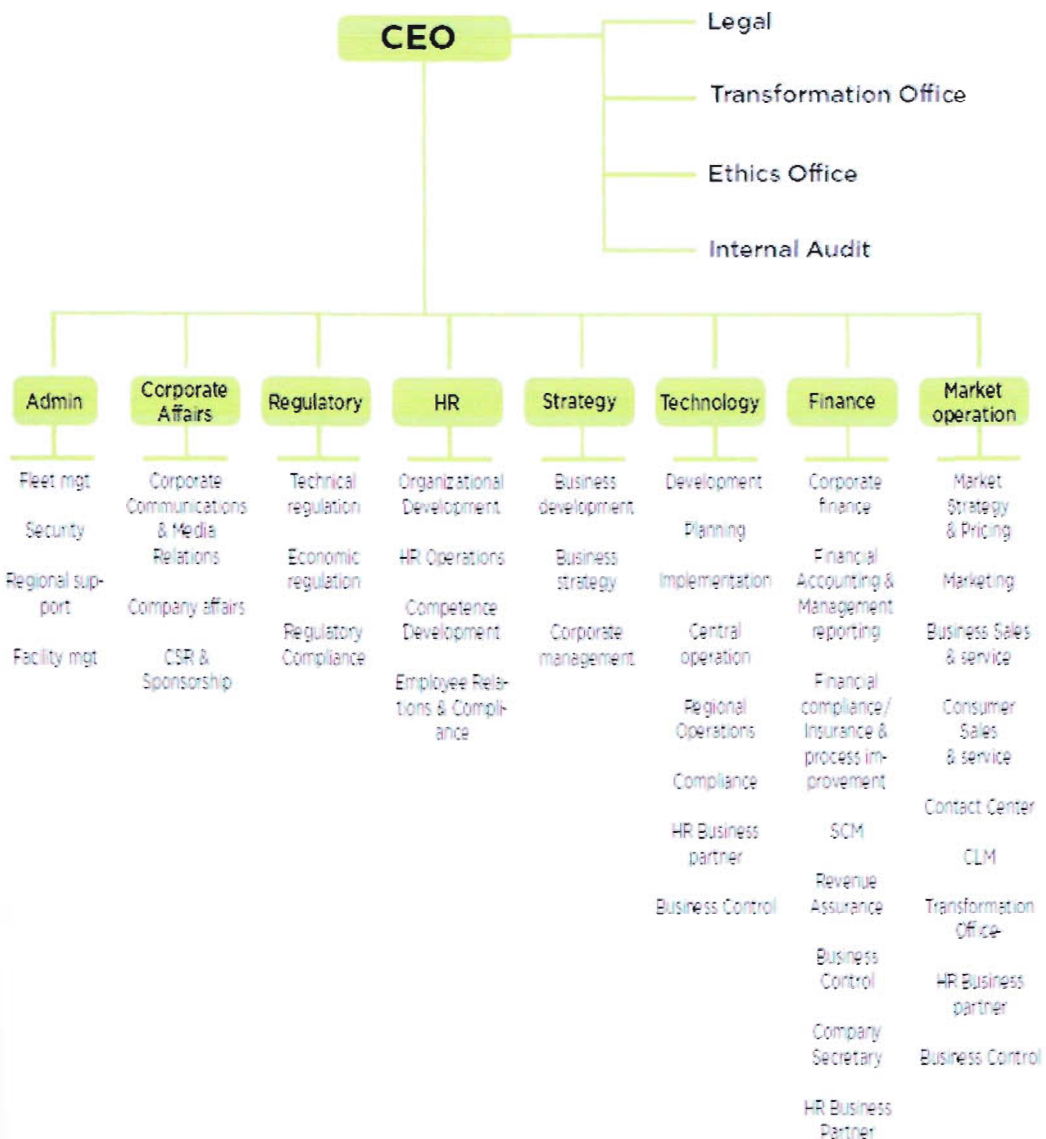 CEO
Legal
Transformation Office
Ethics Office
Internal Audit
Admin
Fleet mgt
Security
Regional sup-
port
Facility mgt
Corporate
Affairs
Corporate
Communications
& Media
Relations
Company affairs
CSR &
Sponsorship
Regulatory
Technical
regulation
Economic
regulation
Regulatory
Compliance
HR
Organizational
Development
HR Operations
Competence
Development
Employee Rela-
tions & Compli-
ance
Strategy
Business
development
Business
strategy
Corporate
management
Technology
Development
Planning
Implementation
Central
operation
Regional
Operations
Compliance
HR Business
partner
Business Control
Finance
Corporate
finance
Financial
Accounting &
Management
reporting
Financial
compliance/
Insurance &
process im-
provement
SCM
Revenue
Assurance
Business
Control
Company
Secretary
HR Business
Partner
Market
operation
Market
Strategy
& Pricing
Marketing
Business Sales
& service
Consumer
Sales
& service
Contact Center
CLM
Transformation
Office-
HR Business
partner
Business Control